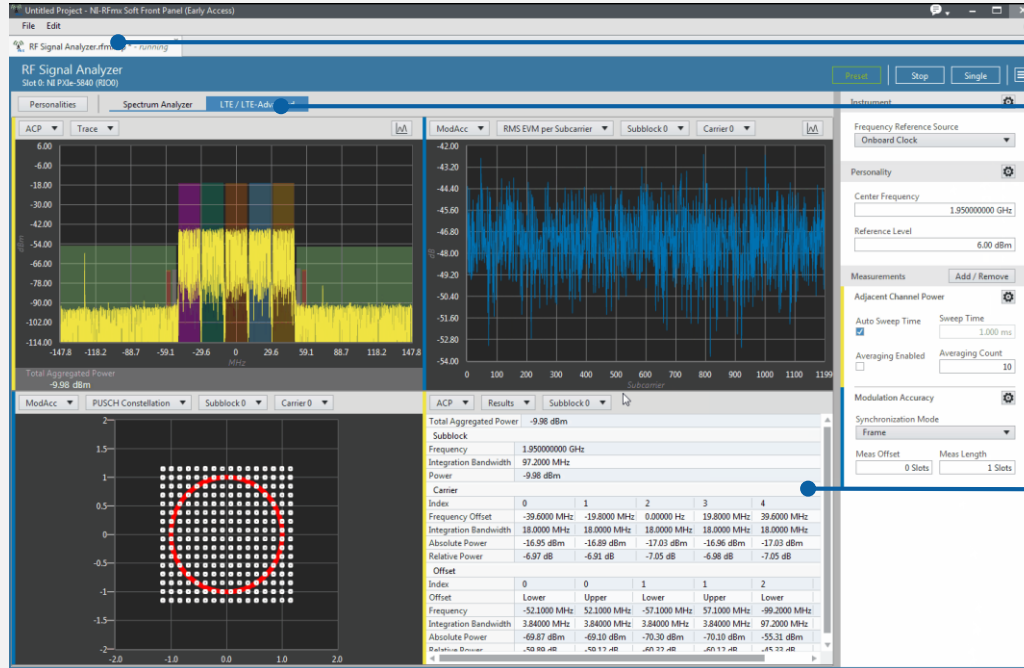 Untitled Project - NI-RFmx Soft Front Panel (Early Access)
File Edit
RF Signal Analyzer.rfm - running
RF Signal Analyzer
Slot 0: NI PXIe-5840 (RIO0)
Preset Stop Single
Personalities Spectrum Analyzer LTE / LTE-Adv
ACP Trace
6.00
-6.00
-18.00
-30.00
-42.00
-54.00
-66.00
-78.00
-90.00
-102.00
-114.00
dBm
-147.8 -118.2 -88.7 -59.1 -29.6 0 29.6 59.1 88.7 118.2 147.8
MHz
Total Aggregated Power
-9.98 dBm
ModAcc RMS EVM per Subcarrier Subblock 0 Carrier 0
-42.00
-43.20
-44.40
-45.60
-46.80
-48.00
-49.20
-50.40
-51.60
-52.80
-54.00
dB
0 100 200 300 400 500 600 700 800 900 1000 1100 1199
Subcarrier
ModAcc PUSCH Constellation Subblock 0 Carrier 0
2
1.5
1
0.5
0
-0.5
-1
-1.5
-2
-2.0 -1.0 0.0 1.0 2.0
ACP Results Subblock 0
Total Aggregated Power -9.98 dBm
Subblock
Frequency 1.950000000 GHz
Integration Bandwidth 97.2000 MHz
Power -9.98 dBm
Carrier
Index 0 1 2 3 4
Frequency Offset -39.6000 MHz -19.8000 MHz 0.00000 Hz 19.8000 MHz 39.6000 MHz
Integration Bandwidth 18.0000 MHz 18.0000 MHz 18.0000 MHz 18.0000 MHz 18.0000 MHz
Absolute Power -16.95 dBm -16.89 dBm -17.03 dBm -16.96 dBm -17.03 dBm
Relative Power -6.97 dB -6.91 dB -7.05 dB -6.98 dB -7.05 dB
Offset
Index 0 0 1 1 2
Offset Lower Upper Lower Upper Lower
Frequency -52.1000 MHz 52.1000 MHz -57.1000 MHz 57.1000 MHz -99.2000 MHz
Integration Bandwidth 3.84000 MHz 3.84000 MHz 3.84000 MHz 3.84000 MHz 97.2000 MHz
Absolute Power -69.87 dBm -69.10 dBm -70.30 dBm -70.10 dBm -55.31 dBm
Relative Power -59.89 dB -59.12 dB -60.32 dB -60.12 dB -45.33 dB
Instrument
Frequency Reference Source
Onboard Clock
Personality
Center Frequency
1.950000000 GHz
Reference Level
6.00 dBm
Measurements Add / Remove
Adjacent Channel Power
Auto Sweep Time Sweep Time
1.000 ms
Averaging Enabled Averaging Count
10
Modulation Accuracy
Synchronization Mode
Frame
Meas Offset Meas Length
0 Slots 1 Slots